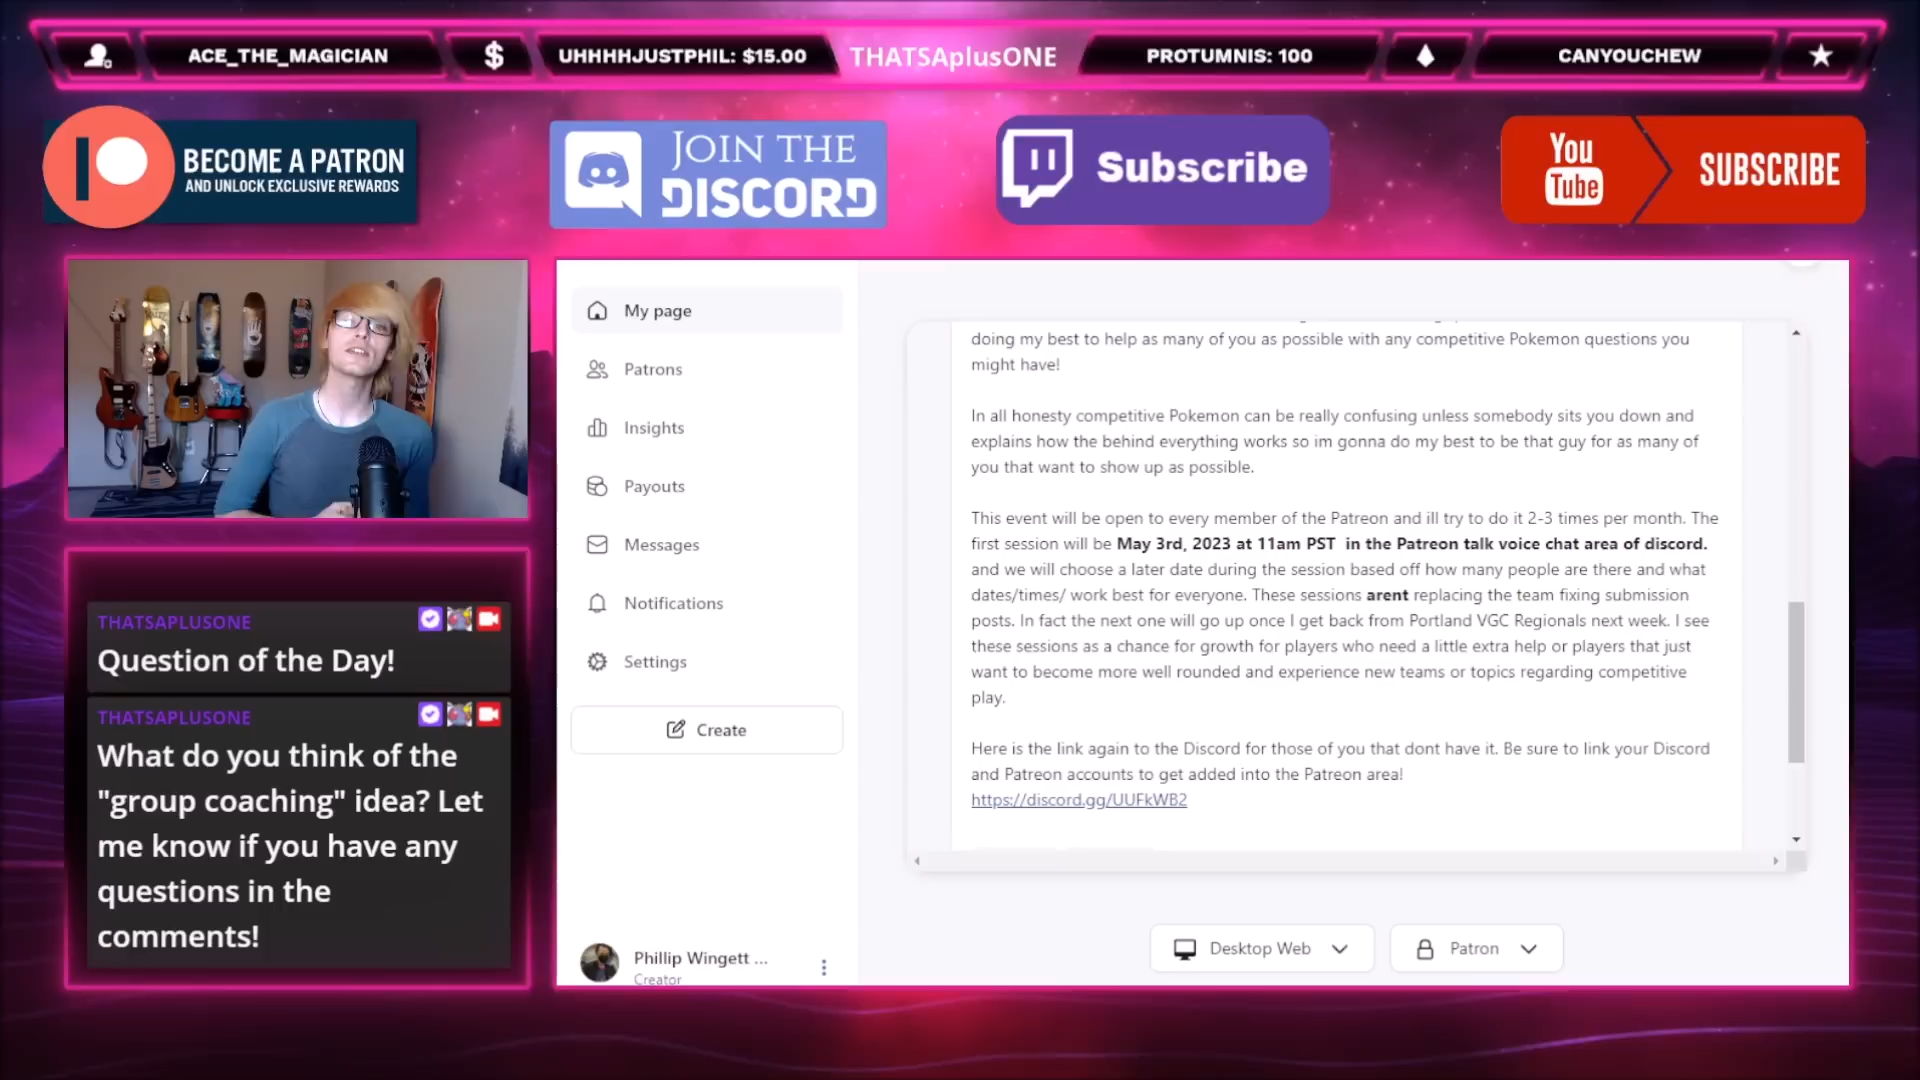 ACE_THE_MAGICIAN
$
UHHHHJUSTPHIL: $15.00
THATSAplusONE
PROTUMNIS: 100
CANYOUCHEW
BECOME A PATRON
AND UNLOCK EXCLUSIVE REWARDS
JOIN THE
DISCORD
Subscribe
You
Tube
SUBSCRIBE
My page
Patrons
Insights
Payouts
Messages
Notifications
Settings
Create
Phillip Wingett ...
Creator
doing my best to help as many of you as possible with any competitive Pokemon questions you
might have!
In all honesty competitive Pokemon can be really confusing unless somebody sits you down and
explains how the behind everything works so im gonna do my best to be that guy for as many of
you that want to show up as possible.
This event will be open to every member of the Patreon and ill try to do it 2-3 times per month. The
first session will be May 3rd, 2023 at 11am PST in the Patreon talk voice chat area of discord.
and we will choose a later date during the session based off how many people are there and what
dates/times/ work best for everyone. These sessions arent replacing the team fixing submission
posts. In fact the next one will go up once I get back from Portland VGC Regionals next week. I see
these sessions as a chance for growth for players who need a little extra help or players that just
want to become more well rounded and experience new teams or topics regarding competitive
play.
Here is the link again to the Discord for those of you that dont have it. Be sure to link your Discord
and Patreon accounts to get added into the Patreon area!
https://discord.gg/UUFkWB2
Desktop Web
Patron
THATSAPLUSONE
Question of the Day!
THATSAPLUSONE
What do you think of the
"group coaching" idea? Let
me know if you have any
questions in the
comments!